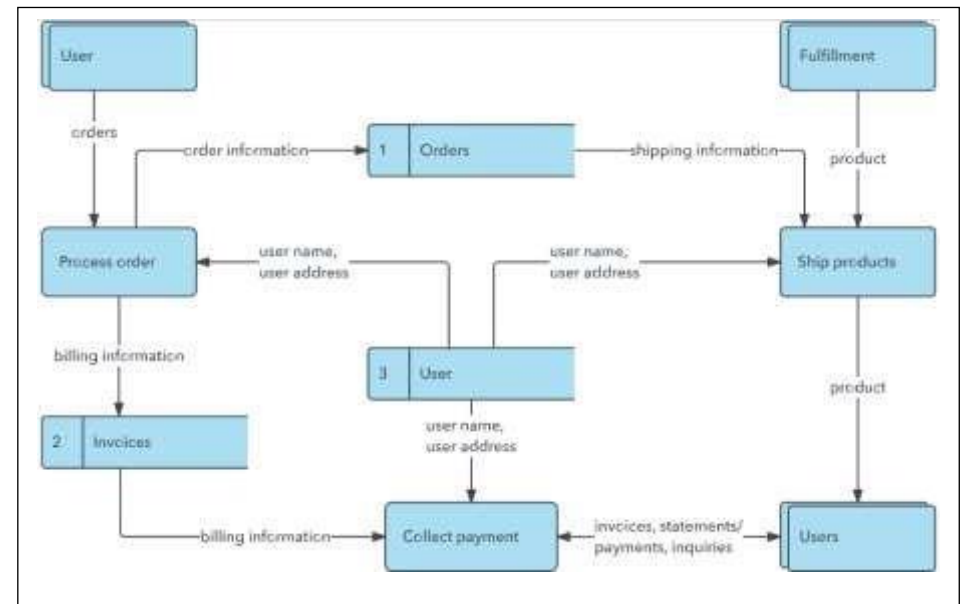 User
Fulfillment
orders
order information
1 Orders
shipping information
product
Process order
user name,
user address
user name,
user address
Ship products
billing information
3 User
product
2 Invoices
user name,
user address
billing information
Collect payment
invoices, statements/
payments, inquiries
Users